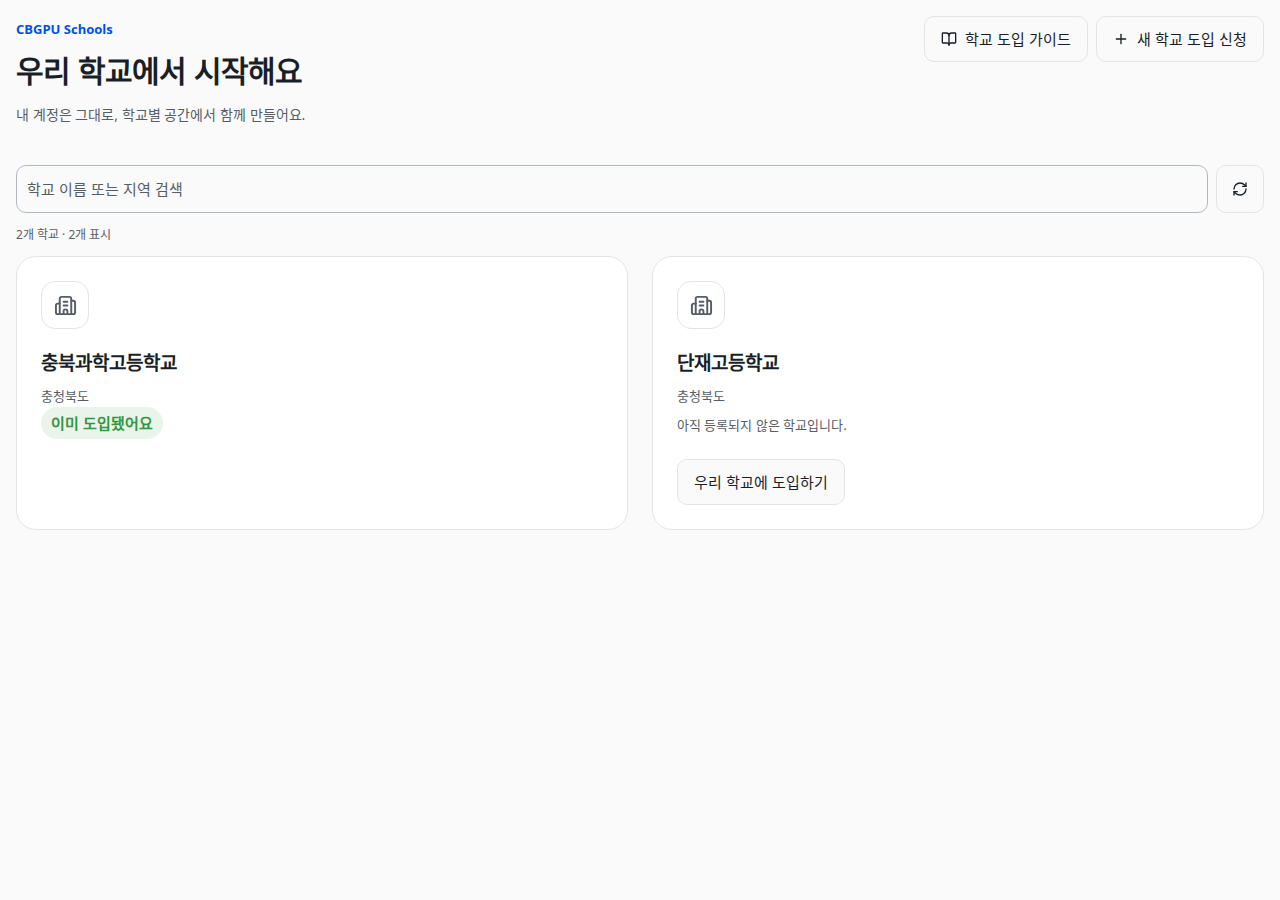 CBGPU Schools
우리 학교에서 시작해요
내 계정은 그대로, 학교별 공간에서 함께 만들어요.
학교 도입 가이드
새 학교 도입 신청
학교 이름 또는 지역 검색
2개 학교 · 2개 표시
충북과학고등학교
충청북도
이미 도입됐어요
단재고등학교
충청북도
아직 등록되지 않은 학교입니다.
우리 학교에 도입하기